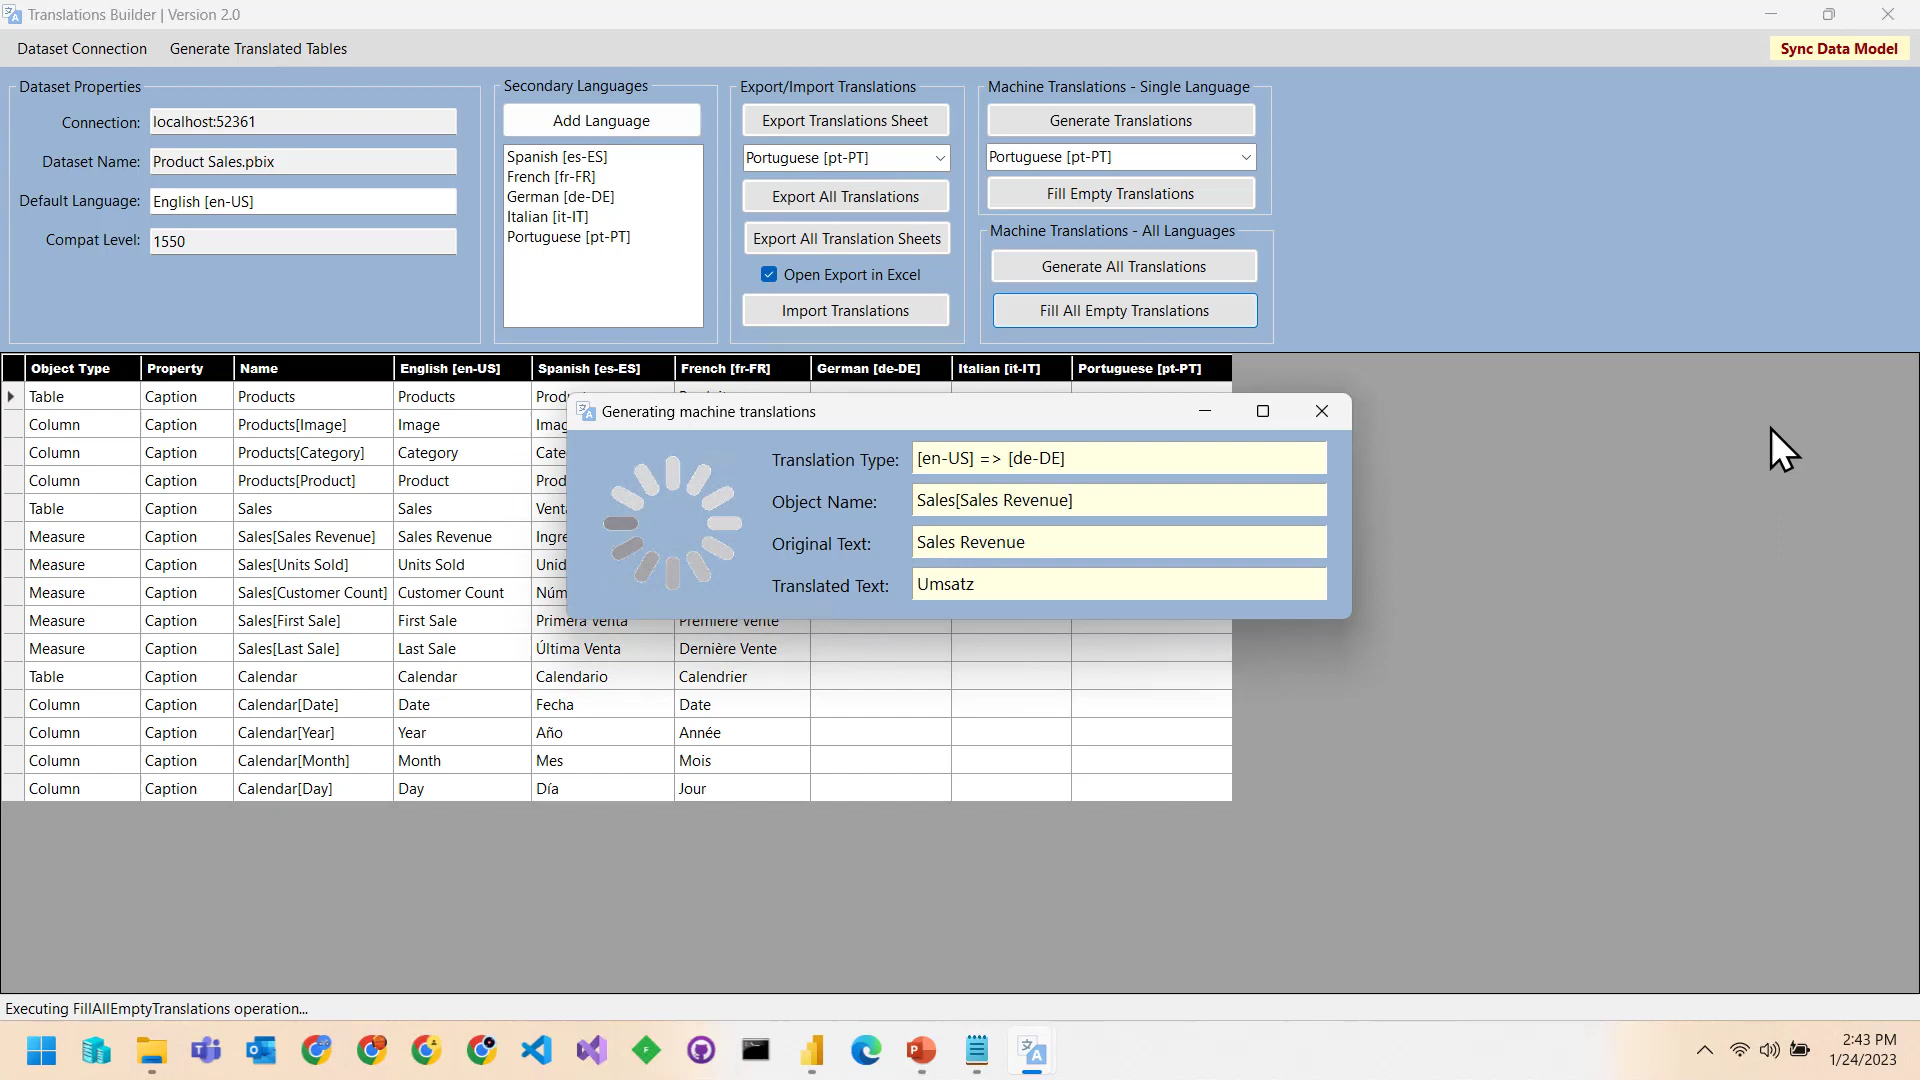 Translations Builder | Version 2.0
Dataset Connection Generate Translated Tables Sync Data Model
Dataset Properties
Connection: localhost:52361
Dataset Name: Product Sales.pbix
Default Language: English [en-US]
Compat Level: 1550
Secondary Languages
Add Language
Spanish [es-ES]
French [fr-FR]
German [de-DE]
Italian [it-IT]
Portuguese [pt-PT]
Export/Import Translations
Export Translations Sheet
Portuguese [pt-PT]
Export All Translations
Export All Translation Sheets
Open Export in Excel
Import Translations
Machine Translations - Single Language
Generate Translations
Portuguese [pt-PT]
Fill Empty Translations
Machine Translations - All Languages
Generate All Translations
Fill All Empty Translations
Object Type Property Name English [en-US] Spanish [es-ES] French [fr-FR] German [de-DE] Italian [it-IT] Portuguese [pt-PT]
Table Caption Products Products
Column Caption Products[Image] Image
Column Caption Products[Category] Category
Column Caption Products[Product] Product
Table Caption Sales Sales
Measure Caption Sales[Sales Revenue] Sales Revenue
Measure Caption Sales[Units Sold] Units Sold
Measure Caption Sales[Customer Count] Customer Count
Measure Caption Sales[First Sale] First Sale Primera Venta Première Vente
Measure Caption Sales[Last Sale] Last Sale Última Venta Dernière Vente
Table Caption Calendar Calendar Calendario Calendrier
Column Caption Calendar[Date] Date Fecha Date
Column Caption Calendar[Year] Year Año Année
Column Caption Calendar[Month] Month Mes Mois
Column Caption Calendar[Day] Day Día Jour
Generating machine translations
Translation Type: [en-US] => [de-DE]
Object Name: Sales[Sales Revenue]
Original Text: Sales Revenue
Translated Text: Umsatz
Executing FillAllEmptyTranslations operation...
2:43 PM
1/24/2023